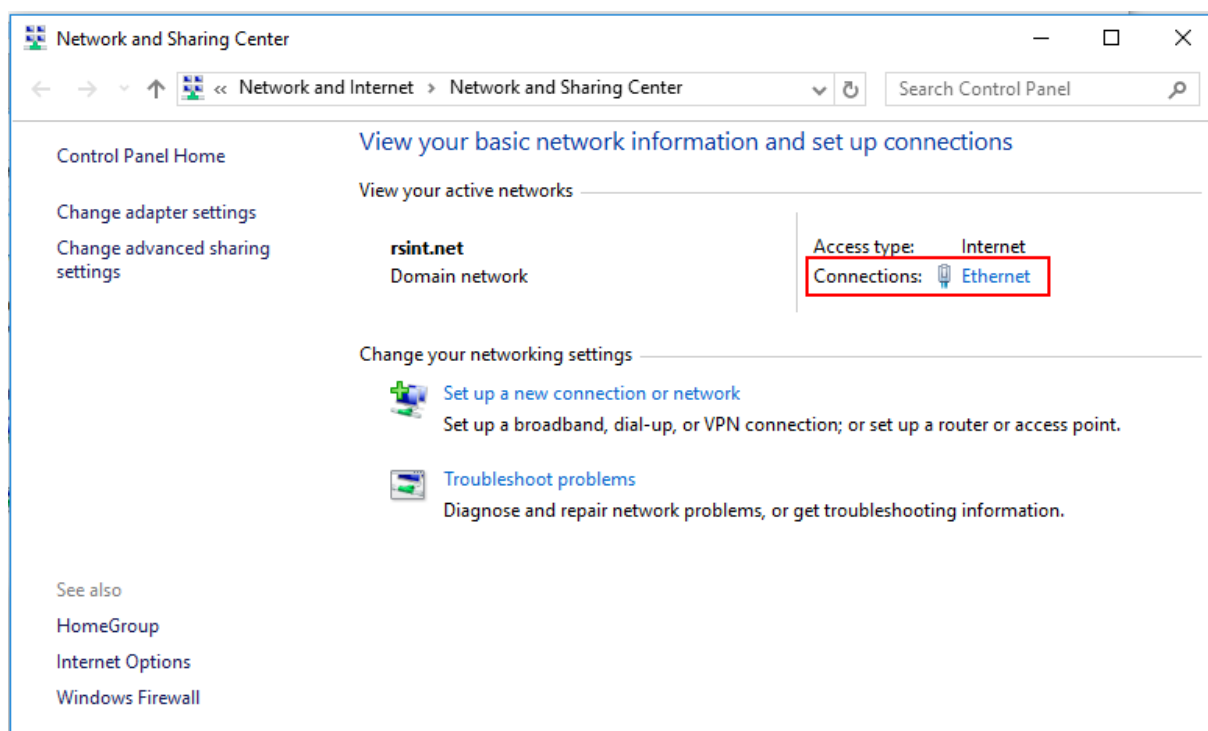 Network and Sharing Center
« Network and Internet > Network and Sharing Center
Search Control Panel
Control Panel Home
Change adapter settings
Change advanced sharing
settings
See also
HomeGroup
Internet Options
Windows Firewall
View your basic network information and set up connections
View your active networks
rsint.net
Domain network
Access type: Internet
Connections: Ethernet
Change your networking settings
Set up a new connection or network
Set up a broadband, dial-up, or VPN connection; or set up a router or access point.
Troubleshoot problems
Diagnose and repair network problems, or get troubleshooting information.